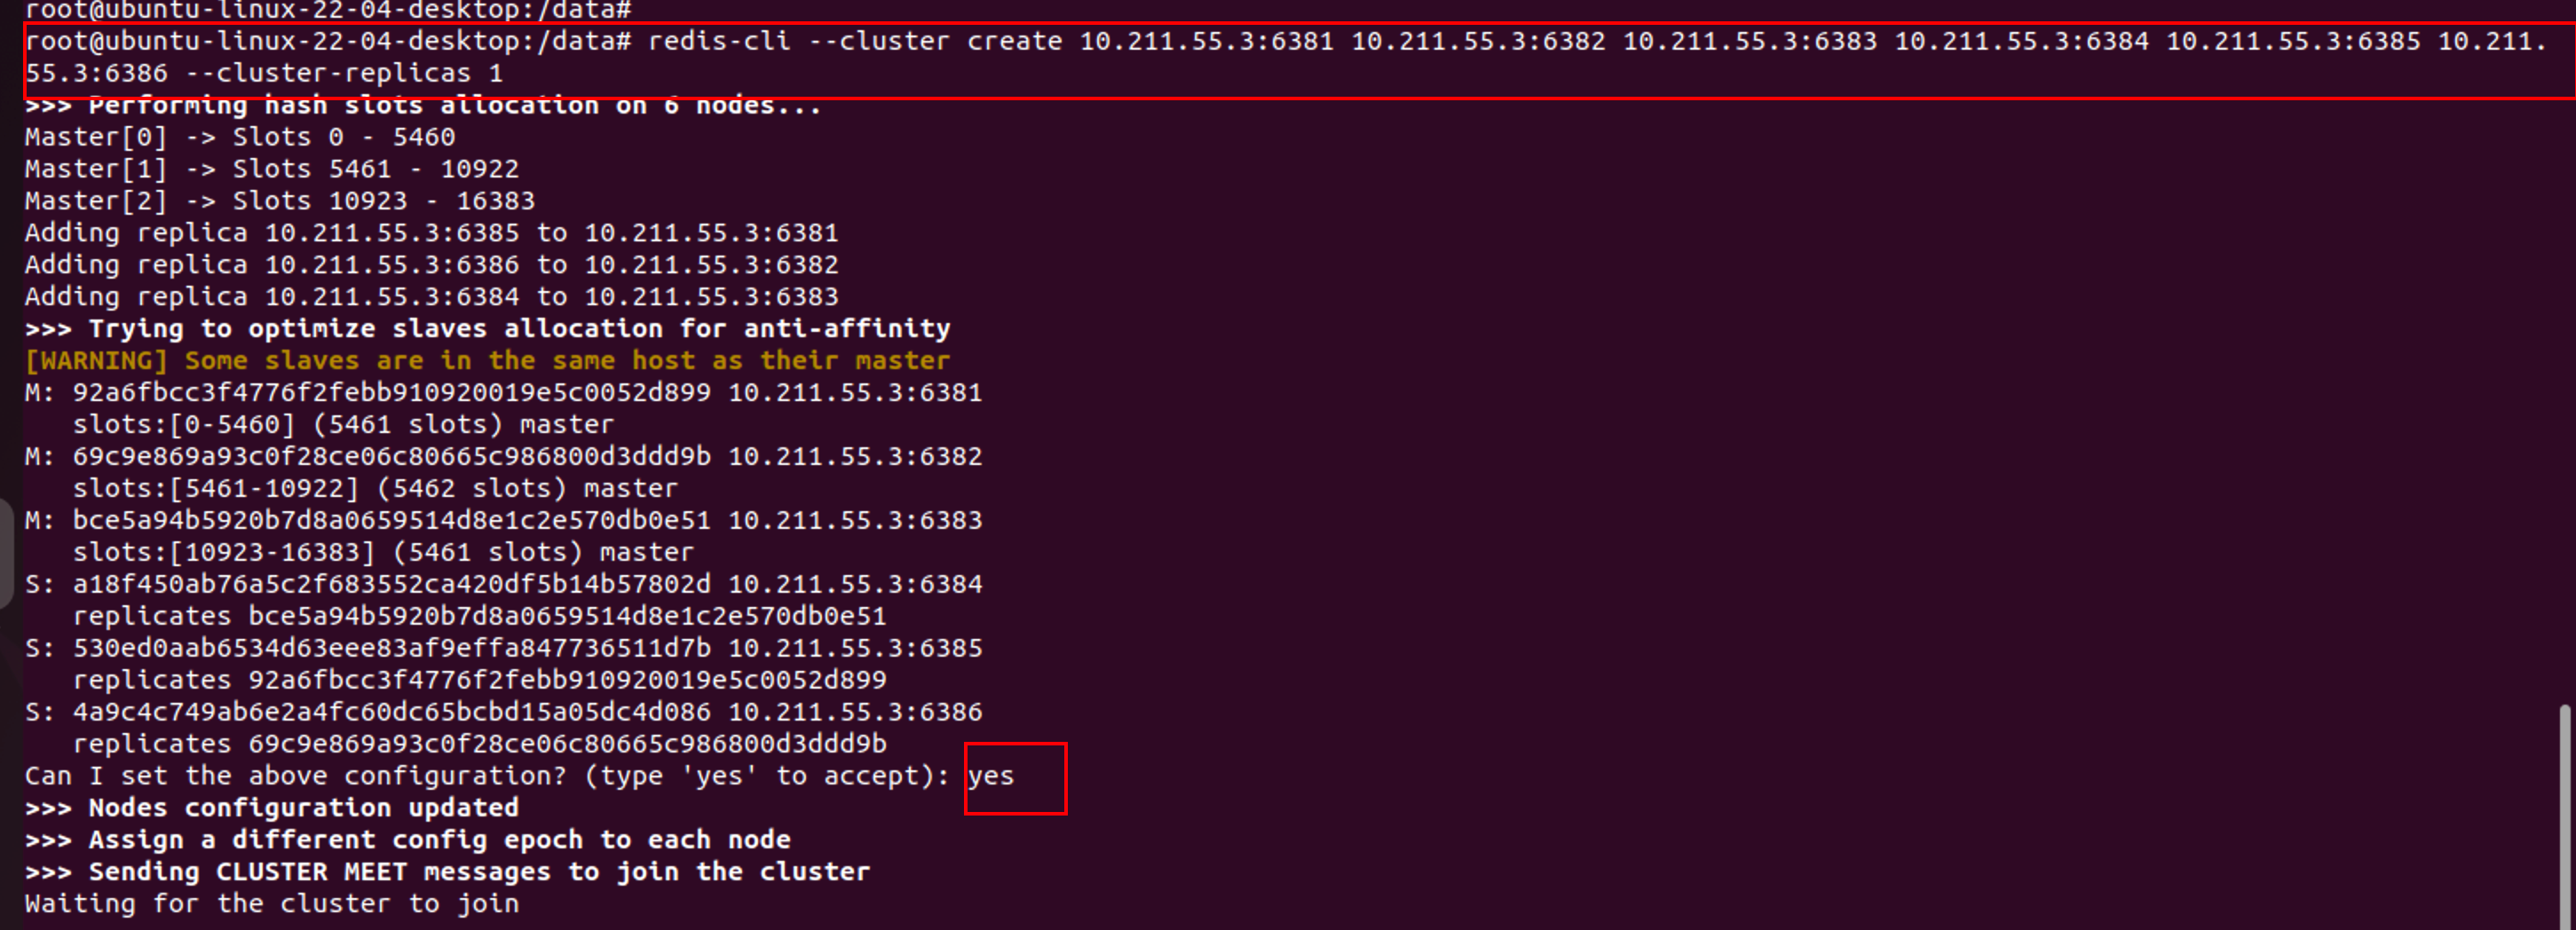 root@ubuntu-linux-22-04-desktop:/data#
root@ubuntu-linux-22-04-desktop:/data# redis-cli --cluster create 10.211.55.3:6381 10.211.55.3:6382 10.211.55.3:6383 10.211.55.3:6384 10.211.55.3:6385 10.211.
55.3:6386 --cluster-replicas 1
>>> Performing hash slots allocation on 6 nodes...
Master[0] -> Slots 0 - 5460
Master[1] -> Slots 5461 - 10922
Master[2] -> Slots 10923 - 16383
Adding replica 10.211.55.3:6385 to 10.211.55.3:6381
Adding replica 10.211.55.3:6386 to 10.211.55.3:6382
Adding replica 10.211.55.3:6384 to 10.211.55.3:6383
>>> Trying to optimize slaves allocation for anti-affinity
[WARNING] Some slaves are in the same host as their master
M: 92a6fbcc3f4776f2febb910920019e5c0052d899 10.211.55.3:6381
   slots:[0-5460] (5461 slots) master
M: 69c9e869a93c0f28ce06c80665c986800d3ddd9b 10.211.55.3:6382
   slots:[5461-10922] (5462 slots) master
M: bce5a94b5920b7d8a0659514d8e1c2e570db0e51 10.211.55.3:6383
   slots:[10923-16383] (5461 slots) master
S: a18f450ab76a5c2f683552ca420df5b14b57802d 10.211.55.3:6384
   replicates bce5a94b5920b7d8a0659514d8e1c2e570db0e51
S: 530ed0aab6534d63eee83af9effa847736511d7b 10.211.55.3:6385
   replicates 92a6fbcc3f4776f2febb910920019e5c0052d899
S: 4a9c4c749ab6e2a4fc60dc65bcbd15a05dc4d086 10.211.55.3:6386
   replicates 69c9e869a93c0f28ce06c80665c986800d3ddd9b
Can I set the above configuration? (type 'yes' to accept): yes
>>> Nodes configuration updated
>>> Assign a different config epoch to each node
>>> Sending CLUSTER MEET messages to join the cluster
Waiting for the cluster to join